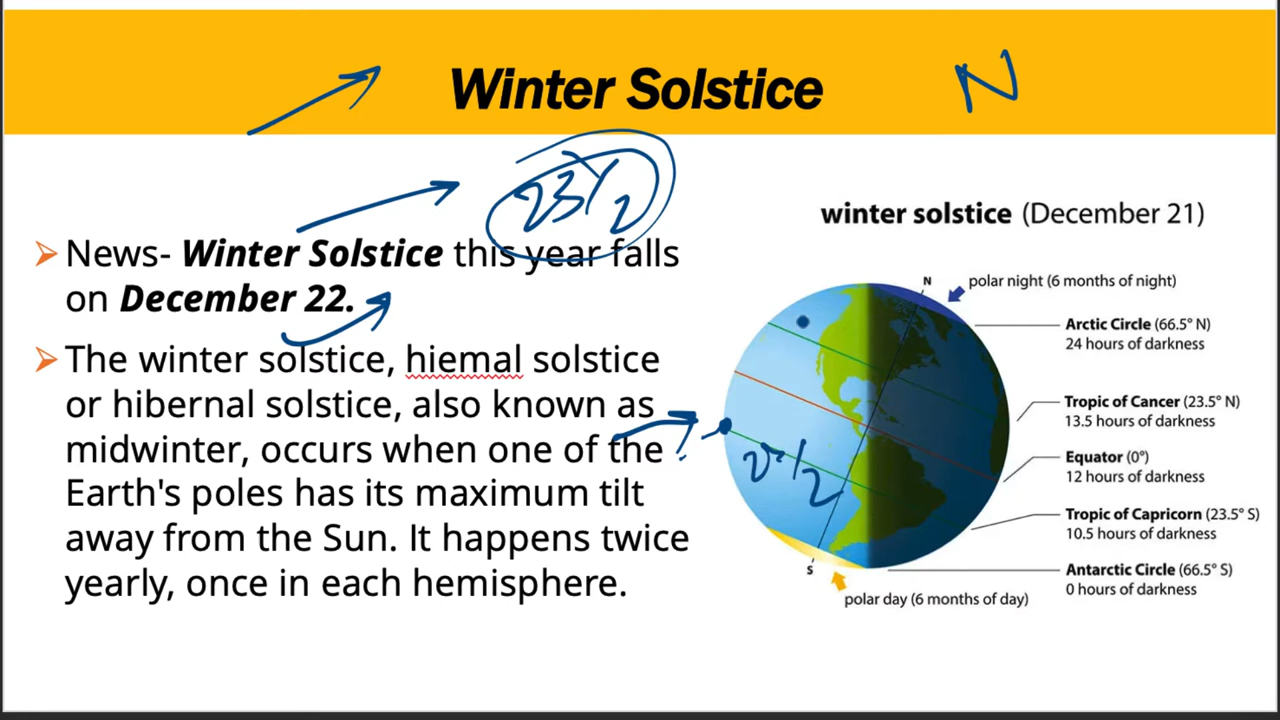 Winter Solstice
N
23 1/2
News- Winter Solstice this year falls
on December 22.
The winter solstice, hiemal solstice
or hibernal solstice, also known as
midwinter, occurs when one of the
Earth's poles has its maximum tilt
away from the Sun. It happens twice
yearly, once in each hemisphere.
winter solstice (December 21)
N
polar night (6 months of night)
Arctic Circle (66.5° N)
24 hours of darkness
Tropic of Cancer (23.5° N)
13.5 hours of darkness
Equator (0°)
12 hours of darkness
Tropic of Capricorn (23.5° S)
10.5 hours of darkness
Antarctic Circle (66.5° S)
0 hours of darkness
S
polar day (6 months of day)